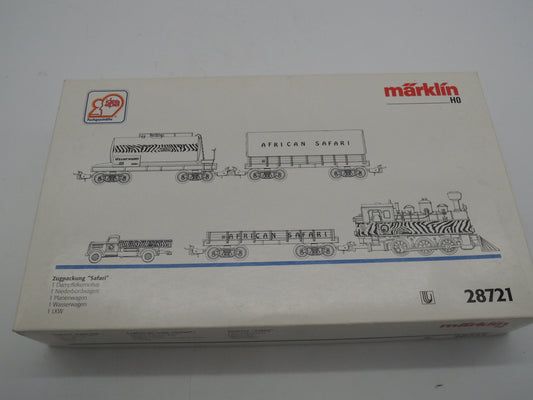 märklin
H0
Wasserwagen
AFRICAN SAFARI
AFRICAN SAFARI
Zugpackung "Safari"
1 Dampflokomotive
1 Niederbordwagen
1 Planenwagen
1 Wasserwagen
1 LKW
28721
märklin